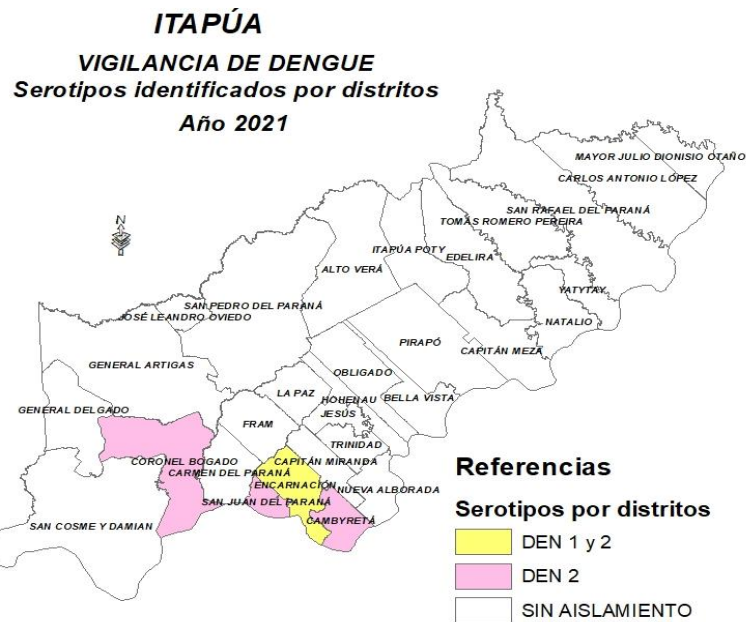 ITAPÚA
VIGILANCIA DE DENGUE
Serotipos identificados por distritos
Año 2021
N
MAYOR JULIO DIONISIO OTAÑO
CARLOS ANTONIO LÓPEZ
SAN RAFAEL DEL PARANÁ
TOMÁS ROMERO PEREIRA
ITAPÚA POTY
EDELIRA
ALTO VERÁ
YATYTAY
SAN PEDRO DEL PARANÁ
JOSÉ LEANDRO OVIEDO
NATALIO
PIRAPÓ
CAPITÁN MEZA
GENERAL ARTIGAS
OBLIGADO
LA PAZ
HOHENAU
BELLA VISTA
GENERAL DELGADO
JESÚS
FRAM
TRINIDAD
CORONEL BOGADO
CAPITÁN MIRANDA
CARMEN DEL PARANÁ
ENCARNACIÓN
NUEVA ALBORADA
SAN JUAN DEL PARANÁ
SAN COSME Y DAMIAN
CAMBYRETÁ
Referencias
Serotipos por distritos
DEN 1 y 2
DEN 2
SIN AISLAMIENTO